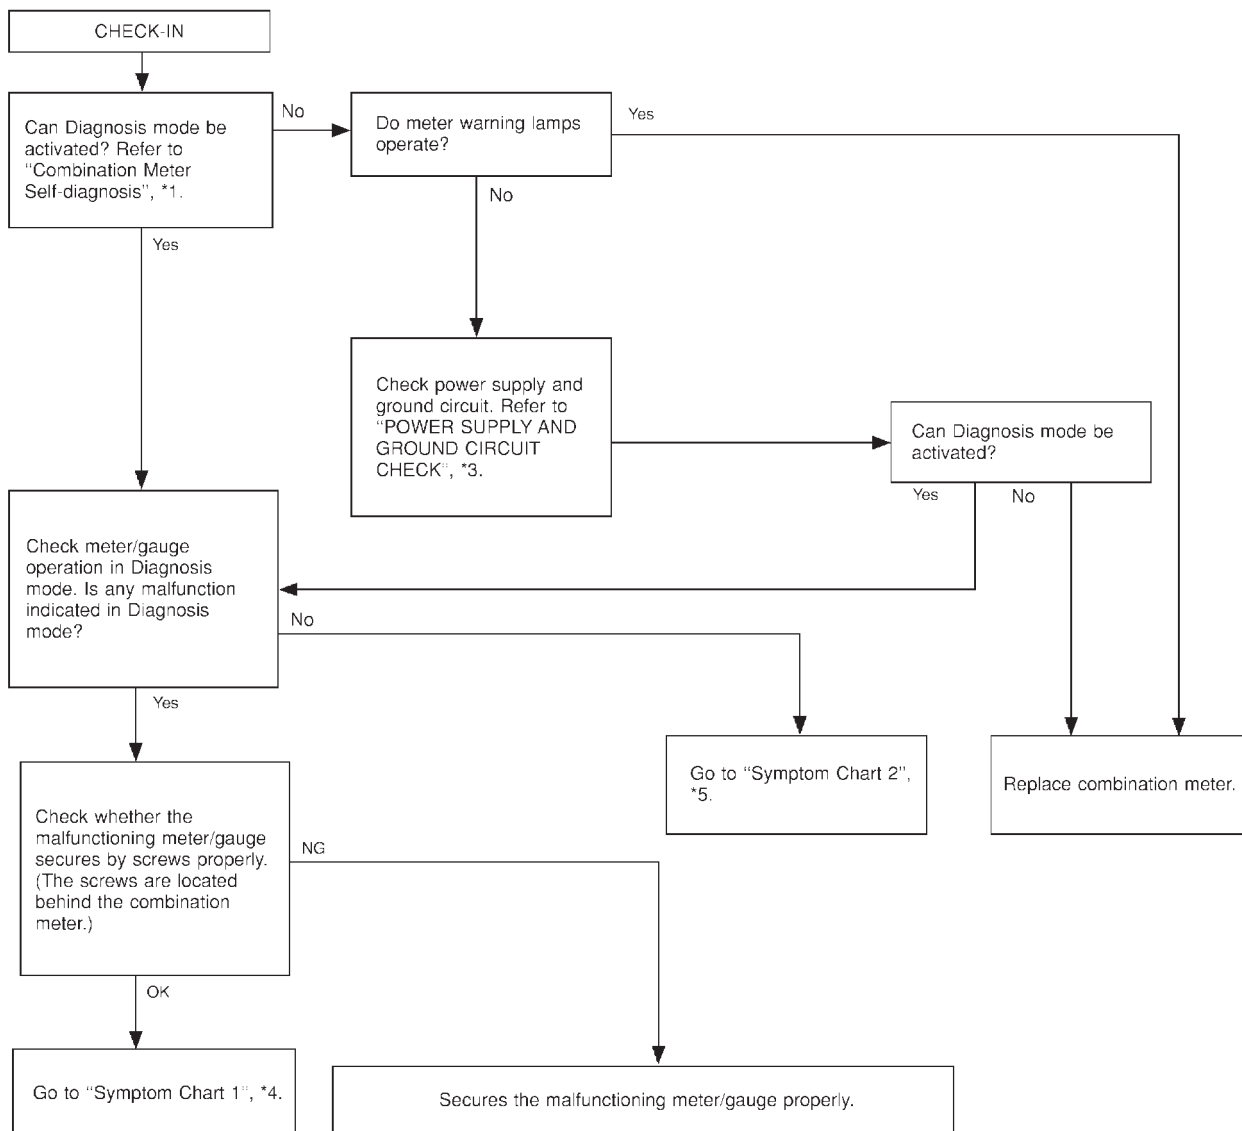 CHECK-IN
Can Diagnosis mode be
activated? Refer to
“Combination Meter
Self-diagnosis”, *1.
No
Do meter warning lamps
operate?
Yes
No
Yes
Check power supply and
ground circuit. Refer to
“POWER SUPPLY AND
GROUND CIRCUIT
CHECK”, *3.
Can Diagnosis mode be
activated?
Yes
No
Check meter/gauge
operation in Diagnosis
mode. Is any malfunction
indicated in Diagnosis
mode?
No
Yes
Go to “Symptom Chart 2”,
*5.
Replace combination meter.
Check whether the
malfunctioning meter/gauge
secures by screws properly.
(The screws are located
behind the combination
meter.)
NG
OK
Go to “Symptom Chart 1”, *4.
Secures the malfunctioning meter/gauge properly.